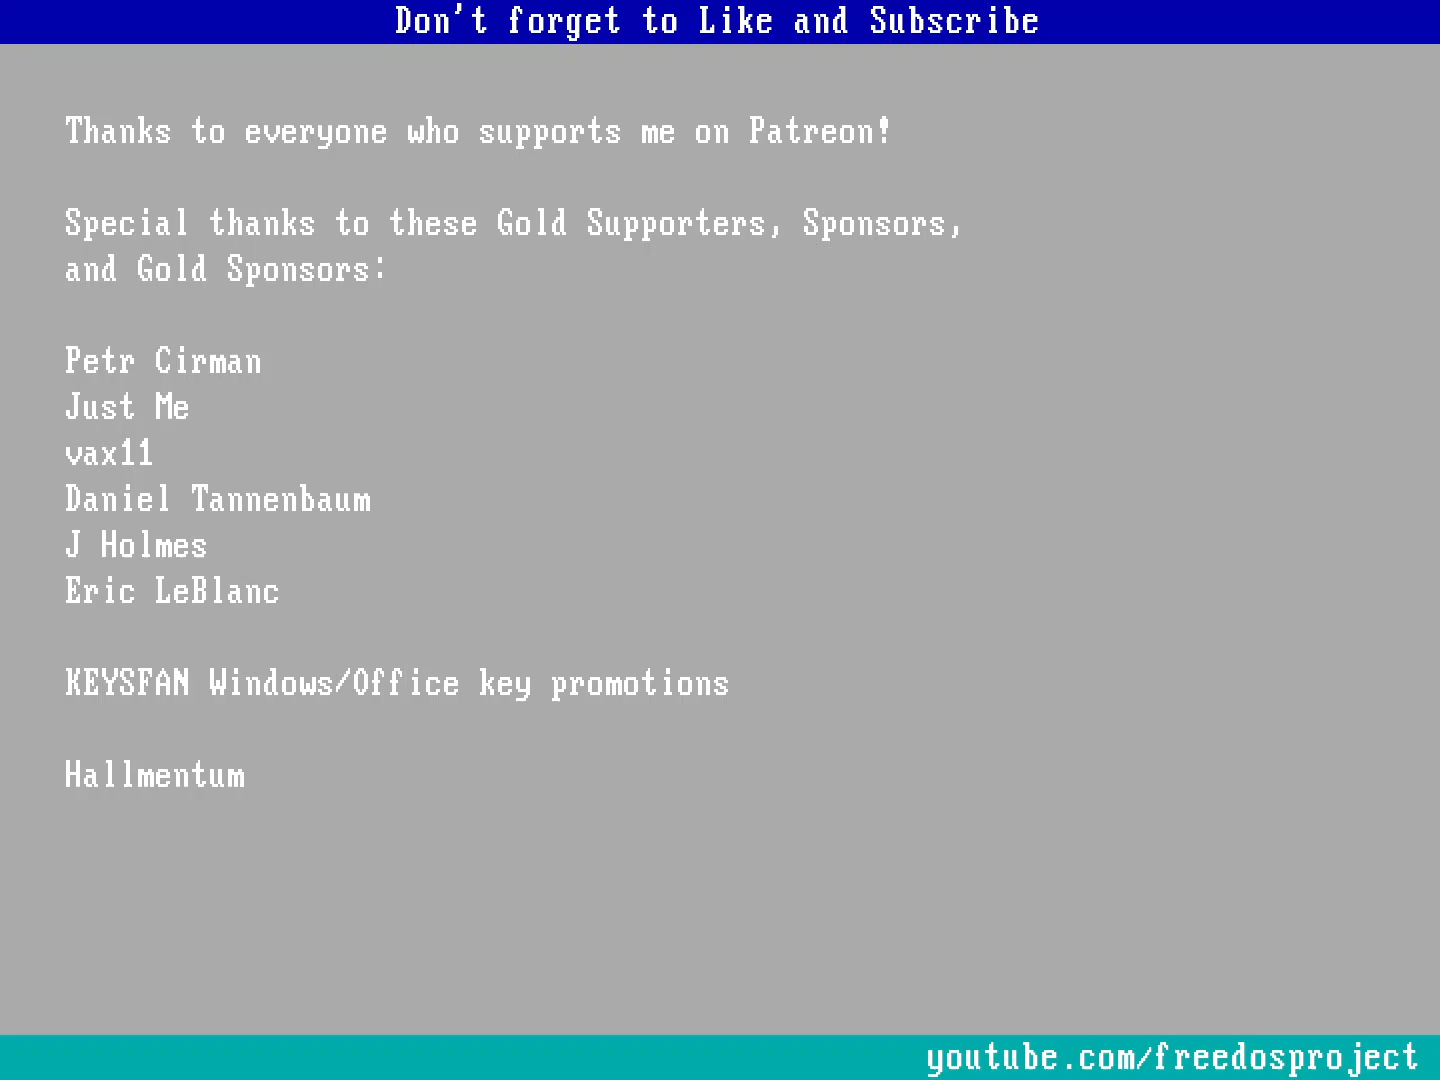 Don't forget to Like and Subscribe
Thanks to everyone who supports me on Patreon!
Special thanks to these Gold Supporters, Sponsors,
and Gold Sponsors:
Petr Cirman
Just Me
vax11
Daniel Tannenbaum
J Holmes
Eric LeBlanc
KEYSFAN Windows/Office key promotions
Hallmentum
youtube.com/freedosproject